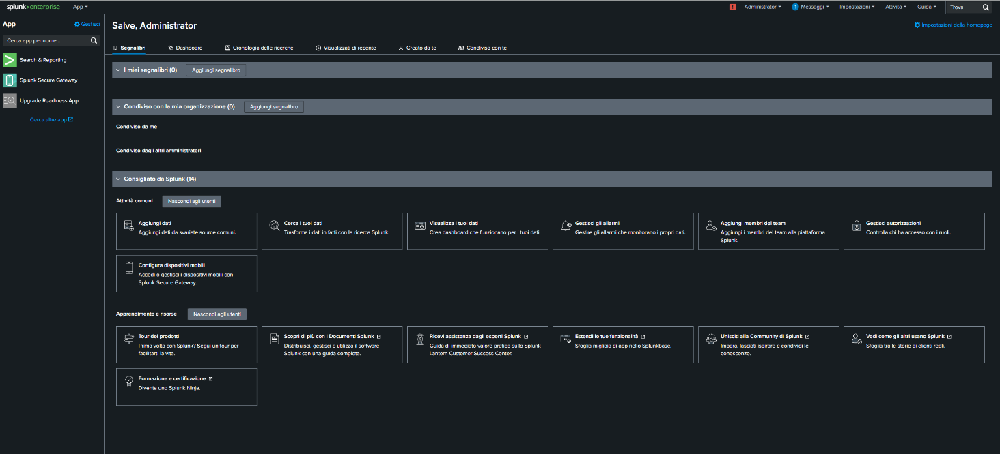 splunk>enterprise App
! Administrator 1 Messaggi Impostazioni Attività Guida Trova
App Gestisci
Cerca app per nome...
Search & Reporting
Splunk Secure Gateway
Upgrade Readiness App
Cerca altre app
Salve, Administrator
Impostazioni della homepage
Segnalibri Dashboard Cronologia delle ricerche Visualizzati di recente Creato da te Condiviso con te
I miei segnalibri (0) Aggiungi segnalibro
Condiviso con la mia organizzazione (0) Aggiungi segnalibro
Condiviso da me
Condiviso dagli altri amministratori
Consigliato da Splunk (14)
Attività comuni Nascondi agli utenti
Aggiungi dati
Aggiungi dati da svariate source comuni.
Cerca i tuoi dati
Trasforma i dati in fatti con la ricerca Splunk.
Visualizza i tuoi dati
Crea dashboard che funzionano per i tuoi dati.
Gestisci gli allarmi
Gestire gli allarmi che monitorano i propri dati.
Aggiungi membri del team
Aggiungi i membri del team alla piattaforma
Splunk.
Gestisci autorizzazioni
Controlla chi ha accesso con i ruoli.
Configura dispositivi mobili
Accedi o gestisci i dispositivi mobili con
Splunk Secure Gateway.
Apprendimento e risorse Nascondi agli utenti
Tour dei prodotti
Prima volta con Splunk? Segui un tour per
facilitarti la vita.
Scopri di più con i Documenti Splunk
Distribuisci, gestisci e utilizza il software
Splunk con una guida completa.
Ricevi assistenza dagli esperti Splunk
Guida di immediato valore pratico sullo Splunk
Lantern Customer Success Center.
Estendi le tue funzionalità
Sfoglia migliaia di app nello Splunkbase.
Unisciti alla Community di Splunk
Impara, lasciati ispirare e condividi le
conoscenze.
Vedi come gli altri usano Splunk
Sfoglia tra le storie di clienti reali.
Formazione e certificazione
Diventa uno Splunk Ninja.